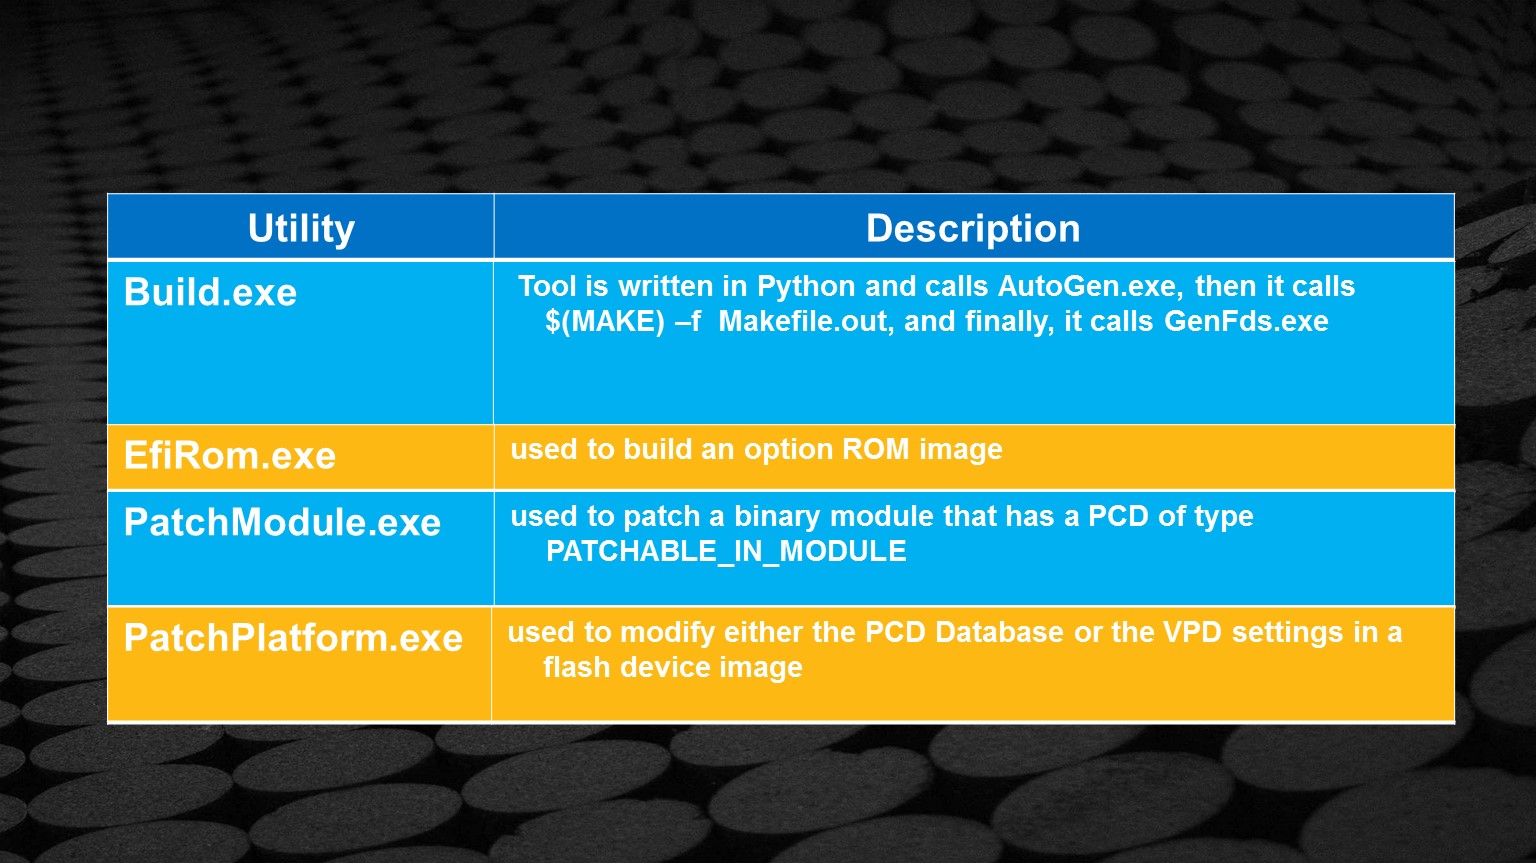 Utility
Description
Build.exe
Tool is written in Python and calls AutoGen.exe, then it calls
$(MAKE) –f  Makefile.out, and finally, it calls GenFds.exe
EfiRom.exe
used to build an option ROM image
PatchModule.exe
used to patch a binary module that has a PCD of type
PATCHABLE_IN_MODULE
PatchPlatform.exe
used to modify either the PCD Database or the VPD settings in a
flash device image